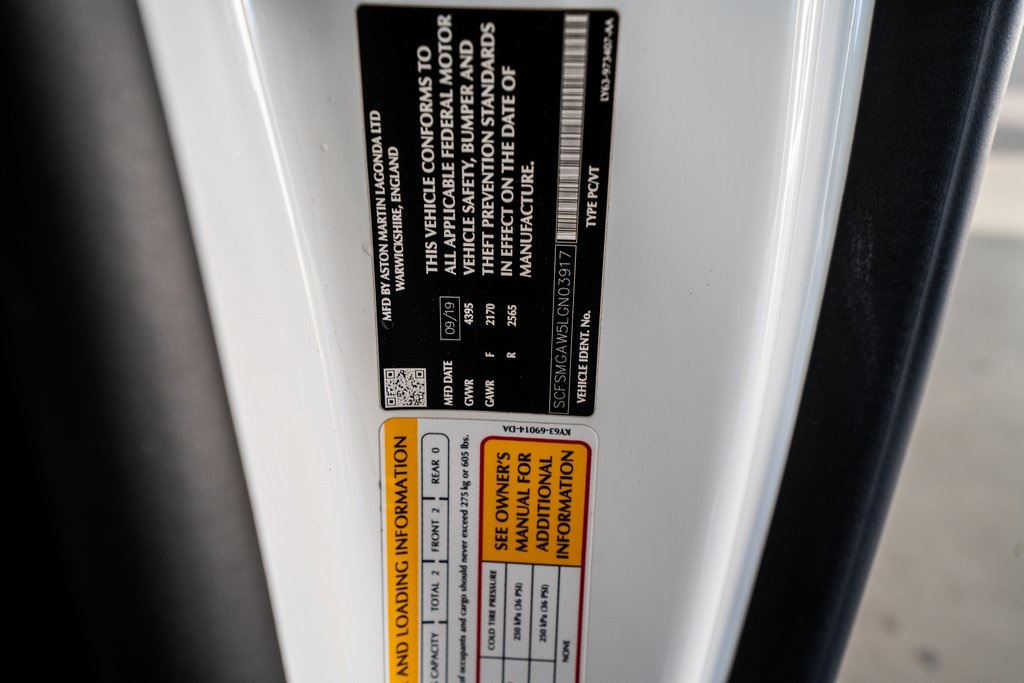 MFD BY ASTON MARTIN LAGONDA LTD
WARWICKSHIRE, ENGLAND
THIS VEHICLE CONFORMS TO
ALL APPLICABLE FEDERAL MOTOR
VEHICLE SAFETY, BUMPER AND
THEFT PREVENTION STANDARDS
IN EFFECT ON THE DATE OF
MANUFACTURE.
MFD DATE 09/19
GVWR 4395
GAWR F 2170
R 2565
SCFSMGAW5LGN03917
VEHICLE IDENT. No. TYPE PC/VT
LY63-973407-AA
AND LOADING INFORMATION
CAPACITY TOTAL 2 FRONT 2 REAR 0
of occupants and cargo should never exceed 275 kg or 605 lbs.
COLD TIRE PRESSURE
250 kPa (36 PSI)
250 kPa (36 PSI)
NONE
SEE OWNER'S
MANUAL FOR
ADDITIONAL
INFORMATION
KY63-69014-DA